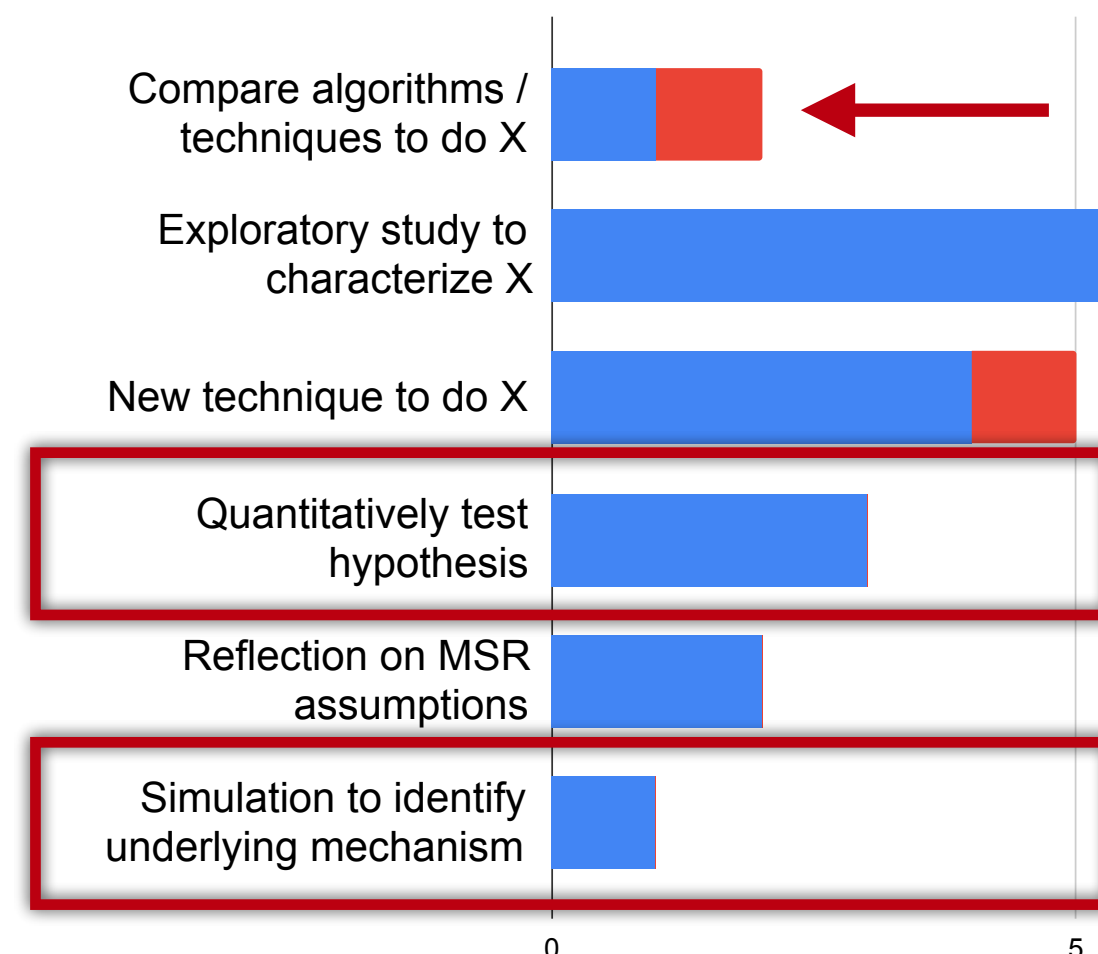 Compare algorithms /
techniques to do X
Exploratory study to
characterize X
New technique to do X
Quantitatively test
hypothesis
Reflection on MSR
assumptions
Simulation to identify
underlying mechanism
0
5